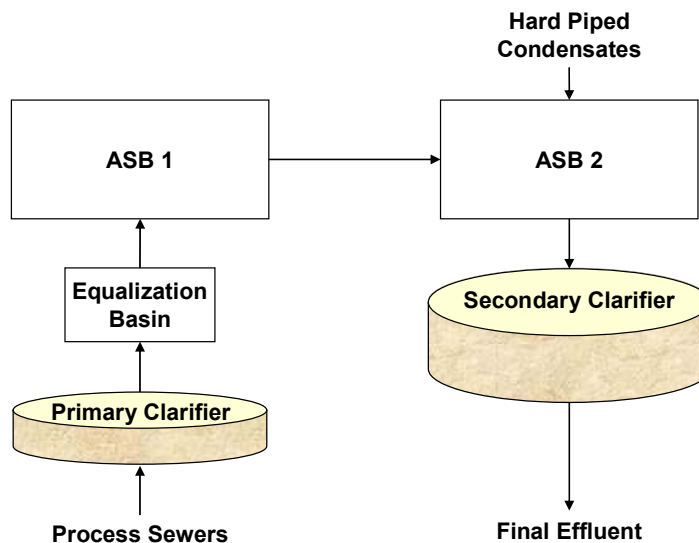 Hard Piped
Condensates
ASB 1
ASB 2
Equalization
Basin
Secondary Clarifier
Primary Clarifier
Process Sewers
Final Effluent